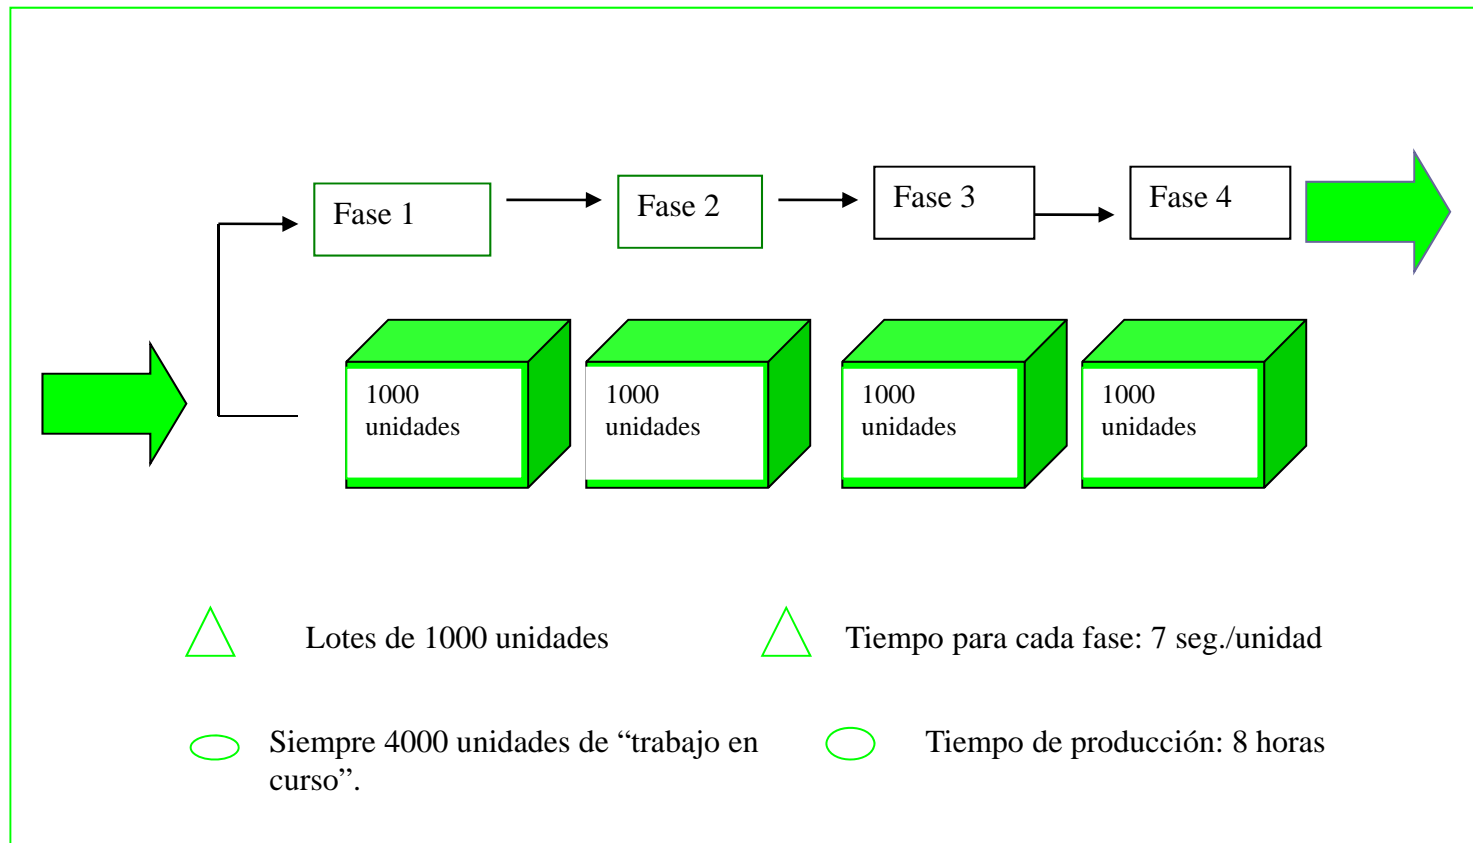 Fase 1
Fase 2
Fase 3
Fase 4
1000
unidades
1000
unidades
1000
unidades
1000
unidades
Lotes de 1000 unidades
Tiempo para cada fase: 7 seg./unidad
Siempre 4000 unidades de “trabajo en
curso”.
Tiempo de producción: 8 horas